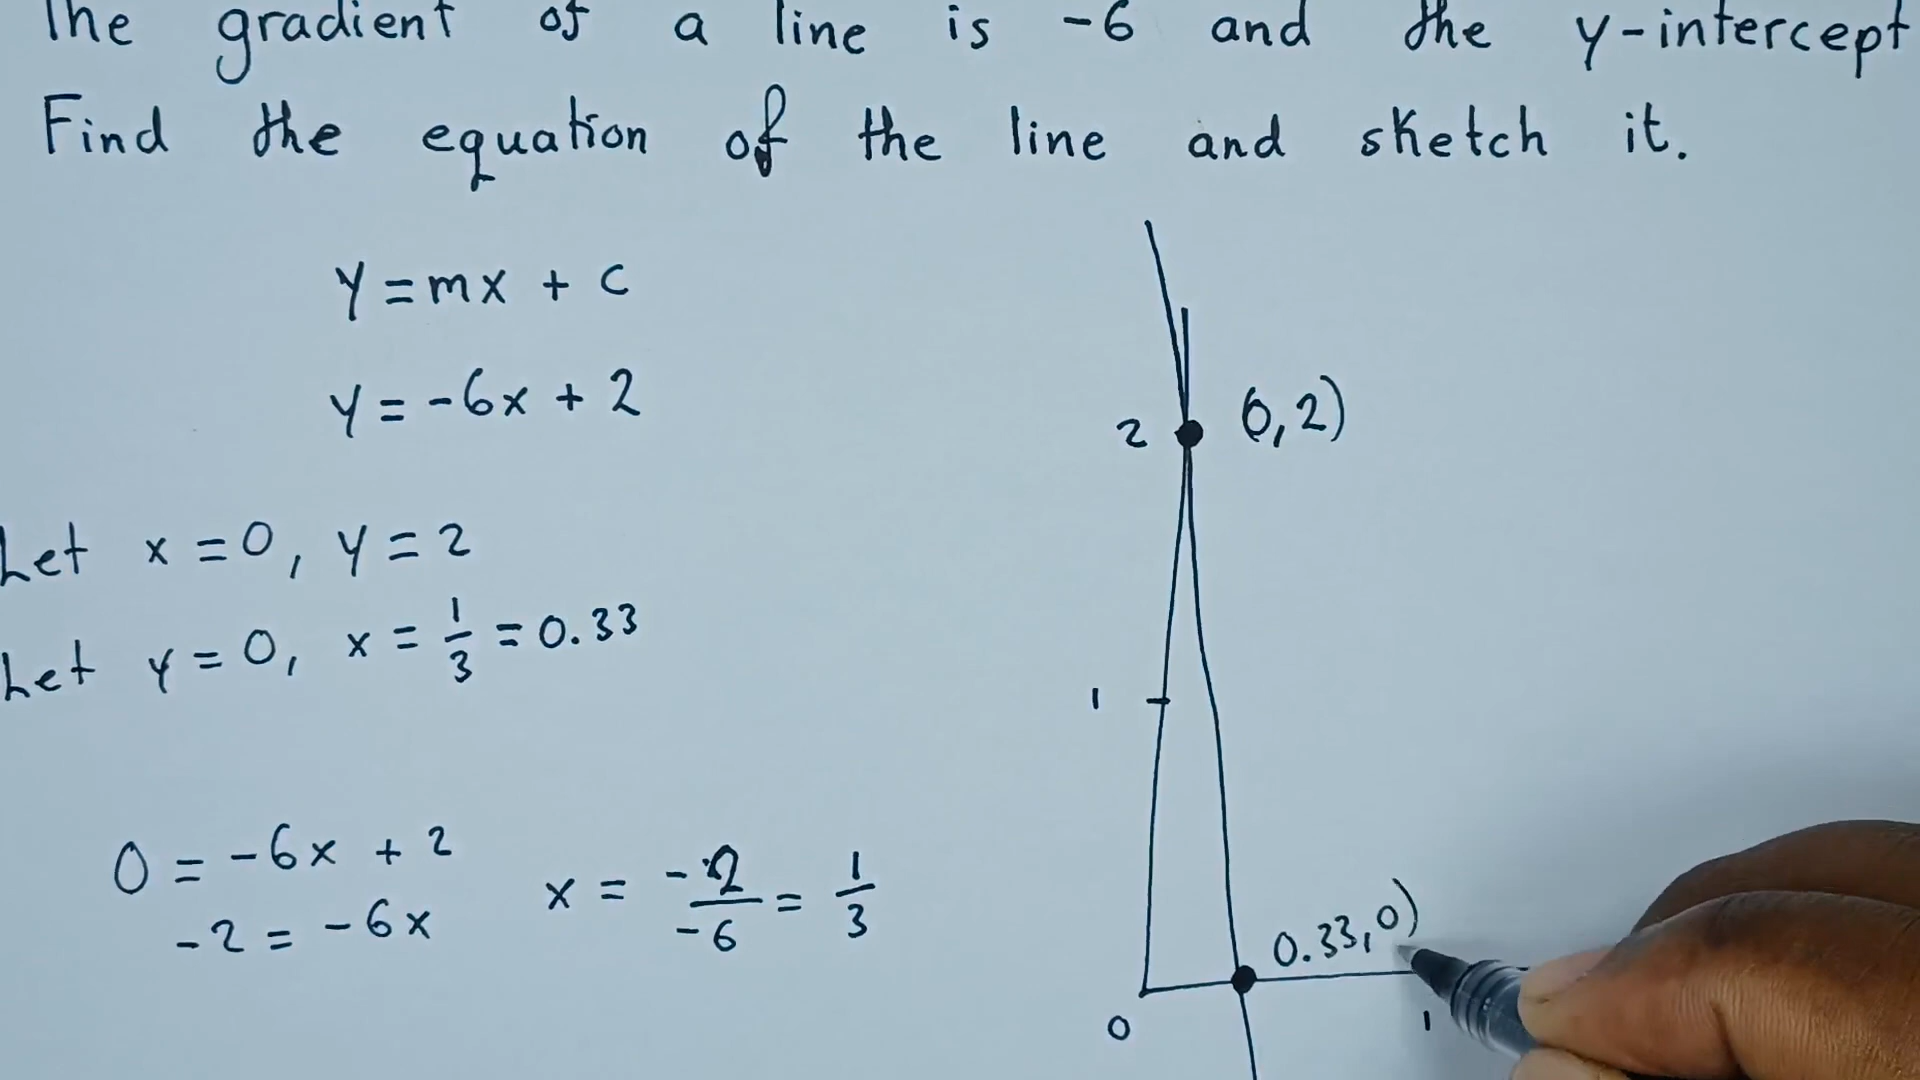 The gradient of a line is -6 and the y-intercept
Find the equation of the line and sketch it.
y = mx + c
y = -6x + 2
Let x = 0, y = 2
Let y = 0, x = 1/3 = 0.33
0 = -6x + 2
-2 = -6x
x = -2/-6 = 1/3
2
0,2)
1
0.33,0)
0
1